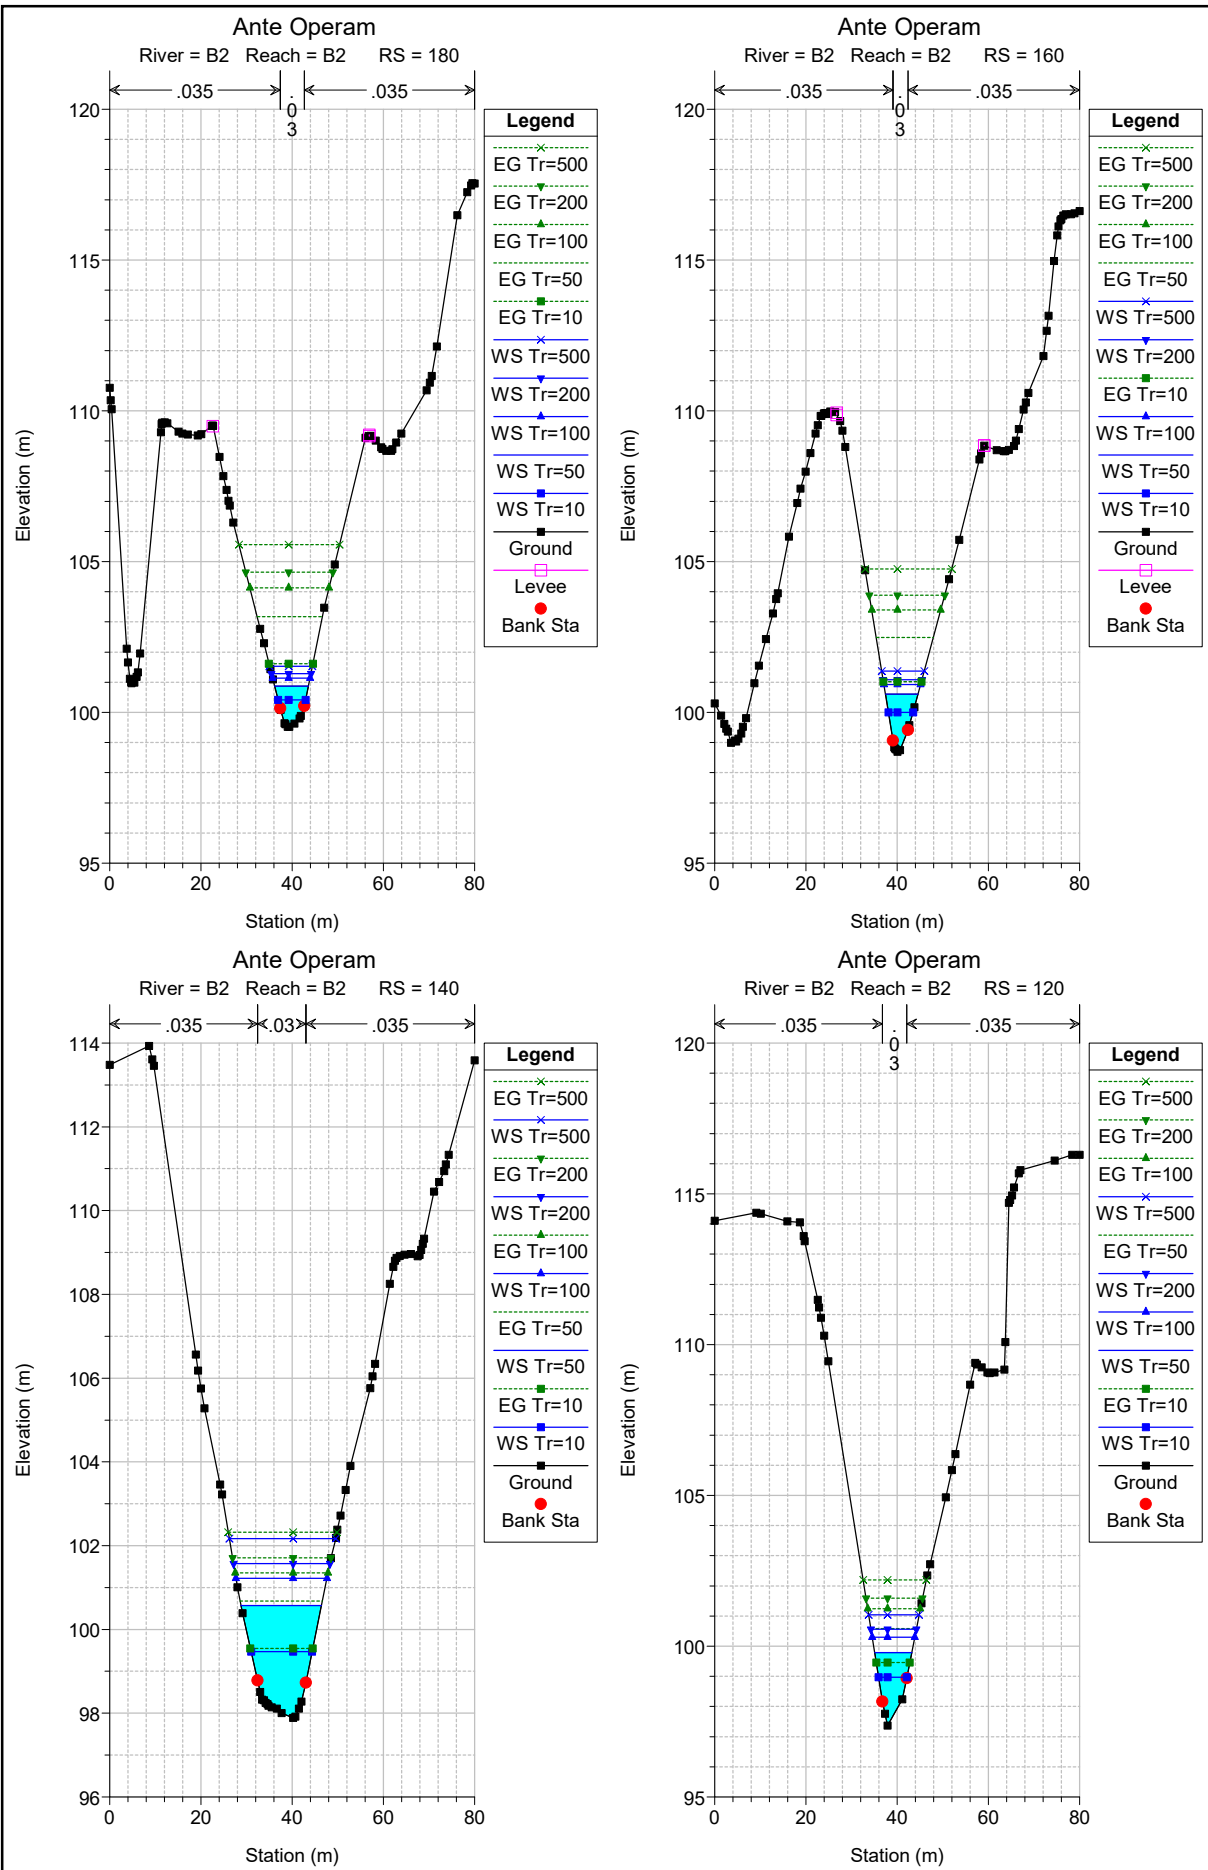 Ante Operam
River = B2 Reach = B2 RS = 180
.035
.03
.035
120
115
110
105
100
95
Elevation (m)
0 20 40 60 80
Station (m)
Legend
EG Tr=500
EG Tr=200
EG Tr=100
EG Tr=50
EG Tr=10
WS Tr=500
WS Tr=200
WS Tr=100
WS Tr=50
WS Tr=10
Ground
Levee
Bank Sta
Ante Operam
River = B2 Reach = B2 RS = 160
.035
.03
.035
120
115
110
105
100
95
Elevation (m)
0 20 40 60 80
Station (m)
Legend
EG Tr=500
EG Tr=200
EG Tr=100
EG Tr=50
WS Tr=500
WS Tr=200
EG Tr=10
WS Tr=100
WS Tr=50
WS Tr=10
Ground
Levee
Bank Sta
Ante Operam
River = B2 Reach = B2 RS = 140
.035
.03
.035
114
112
110
108
106
104
102
100
98
96
Elevation (m)
0 20 40 60 80
Station (m)
Legend
EG Tr=500
WS Tr=500
EG Tr=200
WS Tr=200
EG Tr=100
WS Tr=100
EG Tr=50
WS Tr=50
EG Tr=10
WS Tr=10
Ground
Bank Sta
Ante Operam
River = B2 Reach = B2 RS = 120
.035
.03
.035
120
115
110
105
100
95
Elevation (m)
0 20 40 60 80
Station (m)
Legend
EG Tr=500
EG Tr=200
EG Tr=100
WS Tr=500
EG Tr=50
WS Tr=200
WS Tr=100
WS Tr=50
EG Tr=10
WS Tr=10
Ground
Bank Sta